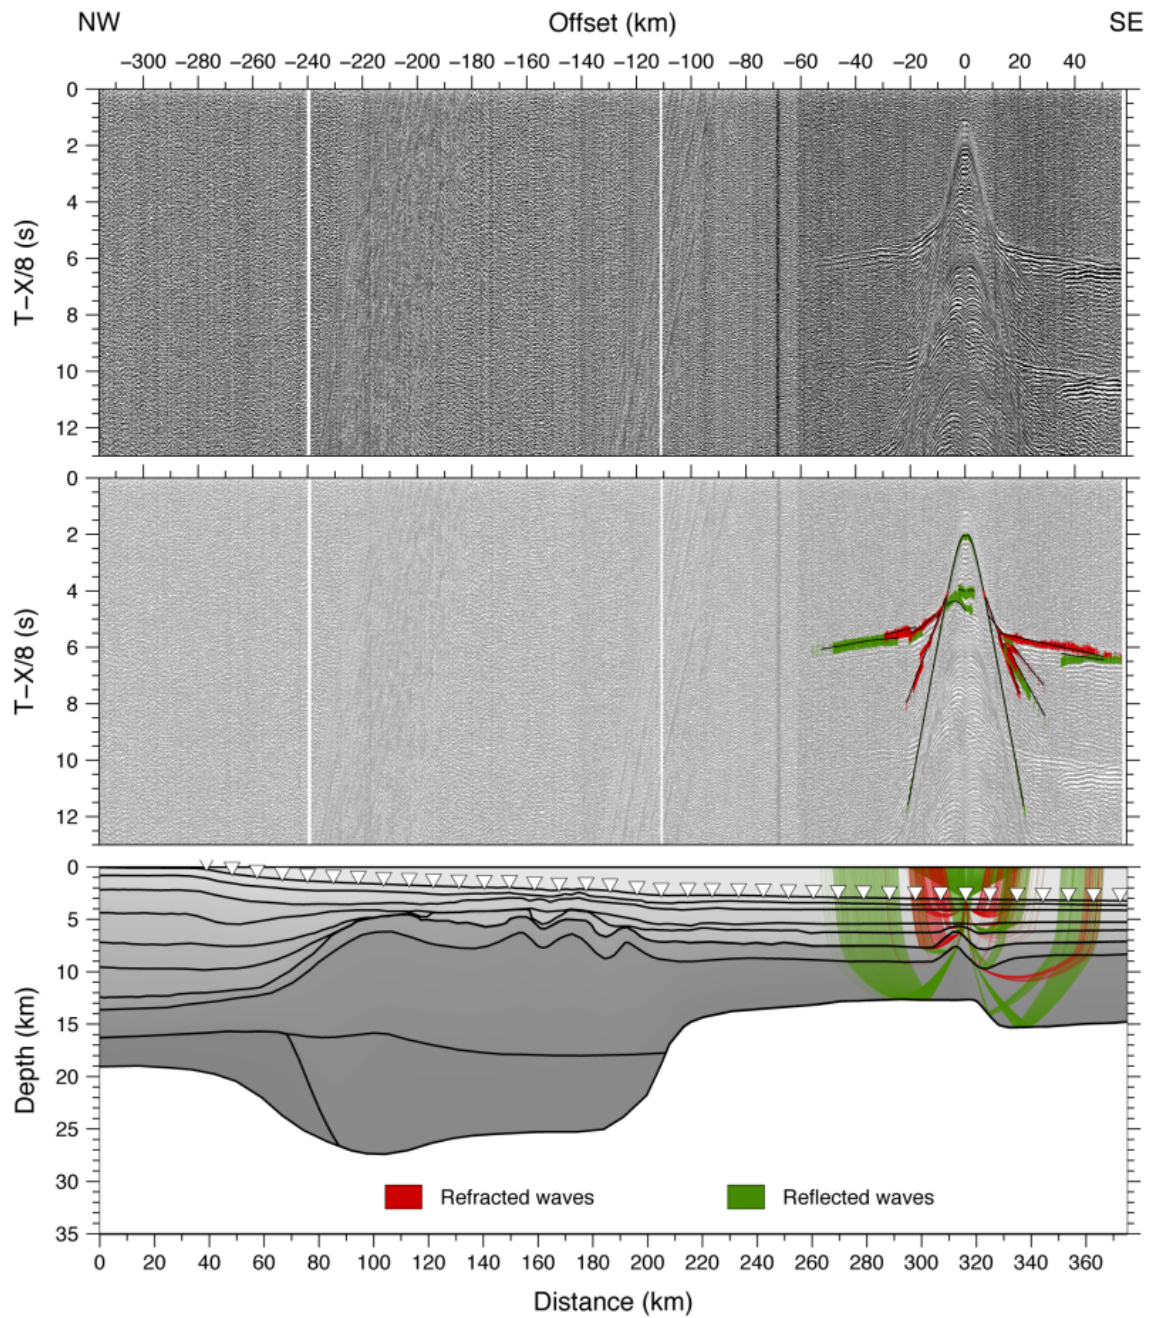 NW Offset (km) SE
−300 −280 −260 −240 −220 −200 −180 −160 −140 −120 −100 −80 −60 −40 −20 0 20 40
0
2
4
6
8
10
12
T−X/8 (s)
0
2
4
6
8
10
12
T−X/8 (s)
0
5
10
15
20
25
30
35
Depth (km)
Refracted waves Reflected waves
0 20 40 60 80 100 120 140 160 180 200 220 240 260 280 300 320 340 360
Distance (km)